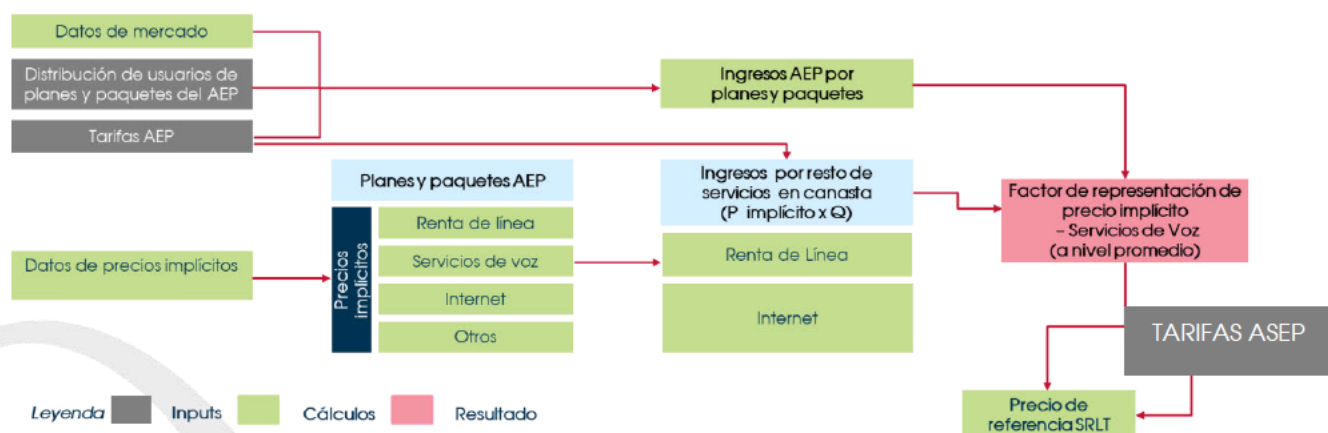 Datos de mercado
Distribución de usuarios de
planes y paquetes del AEP
Tarifas AEP
Ingresos AEP por
planes y paquetes
Planes y paquetes AEP
Ingresos por resto de
servicios en canasta
(P implícito x Q)
Factor de representación de
precio implícito
– Servicios de Voz
(a nivel promedio)
Datos de precios implícitos
Precios
implícitos
Renta de línea
Servicios de voz
Internet
Otros
Renta de Línea
Internet
TARIFAS ASEP
Precio de
referencia SRLT
Leyenda
Inputs
Cálculos
Resultado